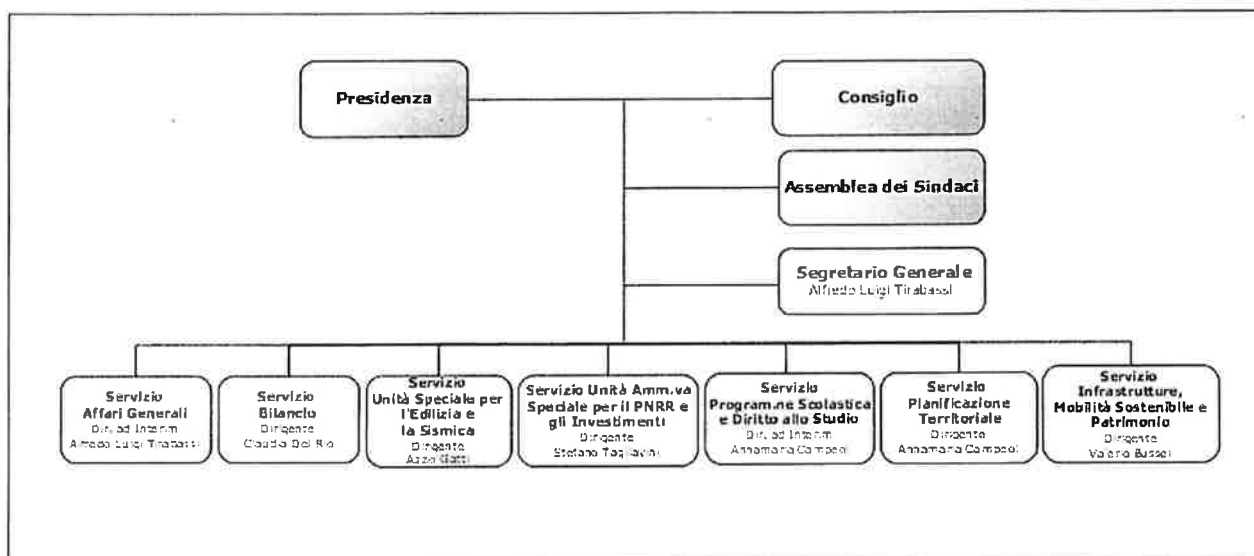 Presidenza
Consiglio
Assemblea dei Sindaci
Segretario Generale
Alfredo Luigi Tirabassi
Servizio
Affari Generali
Dir. ad Interim
Alfredo Luigi Tirabassi
Servizio
Bilancio
Dirigente
Claudia Del Rio
Servizio
Unità Speciale per
l'Edilizia e
la Sismica
Dirigente
Azzio Gatti
Servizio Unità Amm.va
Speciale per il PNRR e
gli Investimenti
Dirigente
Stefano Tagliavini
Servizio
Program.ne Scolastica
e Diritto allo Studio
Dir. ad Interim
Annamaria Campeol
Servizio
Planificazione
Territoriale
Dirigente
Annamaria Campeol
Servizio
Infrastrutture,
Mobilità Sostenibile e
Patrimonio
Dirigente
Valerio Bussei